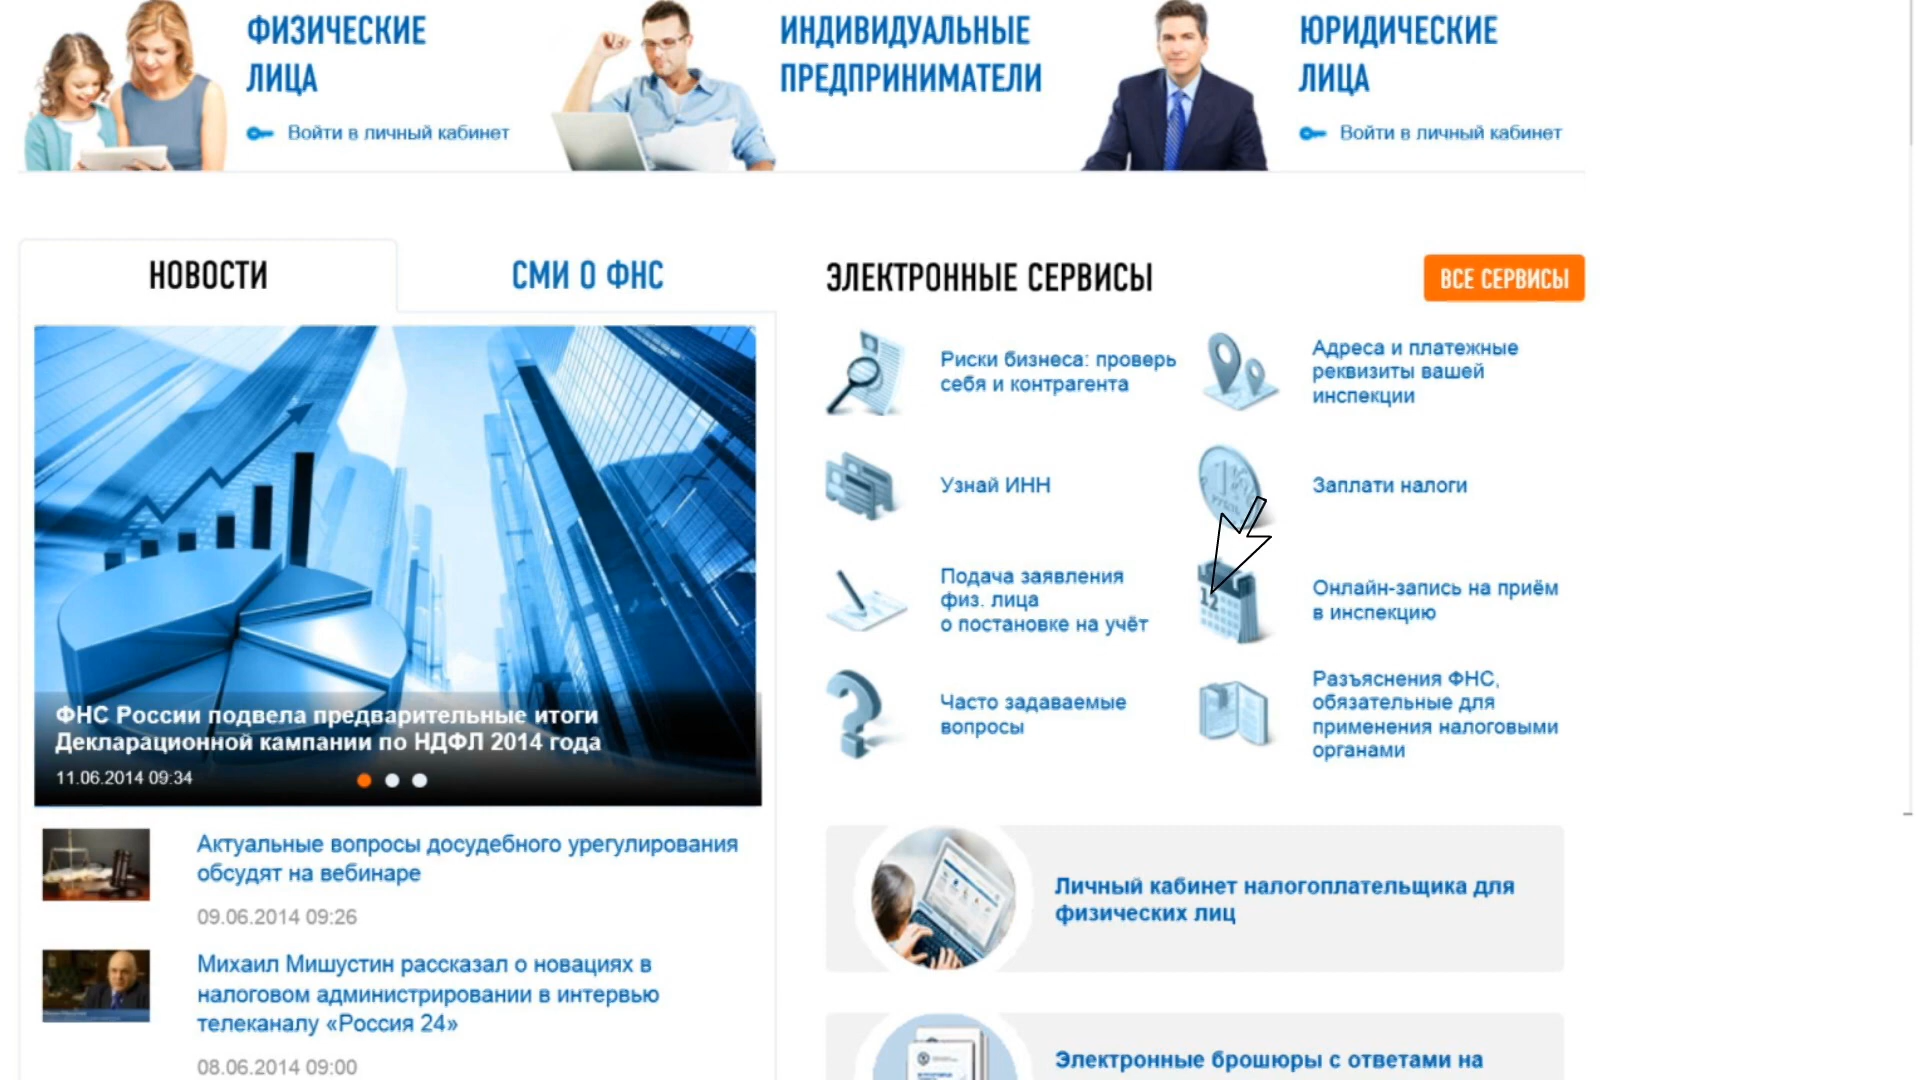 ФИЗИЧЕСКИЕ
ЛИЦА
Войти в личный кабинет
ИНДИВИДУАЛЬНЫЕ
ПРЕДПРИНИМАТЕЛИ
ЮРИДИЧЕСКИЕ
ЛИЦА
Войти в личный кабинет
НОВОСТИ
СМИ О ФНС
ФНС России подвела предварительные итоги
Декларационной кампании по НДФЛ 2014 года
11.06.2014 09:34
Актуальные вопросы досудебного урегулирования
обсудят на вебинаре
09.06.2014 09:26
Михаил Мишустин рассказал о новациях в
налоговом администрировании в интервью
телеканалу «Россия 24»
08.06.2014 09:00
ЭЛЕКТРОННЫЕ СЕРВИСЫ
ВСЕ СЕРВИСЫ
Риски бизнеса: проверь
себя и контрагента
Адреса и платежные
реквизиты вашей
инспекции
Узнай ИНН
Заплати налоги
Подача заявления
физ. лица
о постановке на учёт
12
Онлайн-запись на приём
в инспекцию
Часто задаваемые
вопросы
Разъяснения ФНС,
обязательные для
применения налоговыми
органами
Личный кабинет налогоплательщика для
физических лиц
Электронные брошюры с ответами на